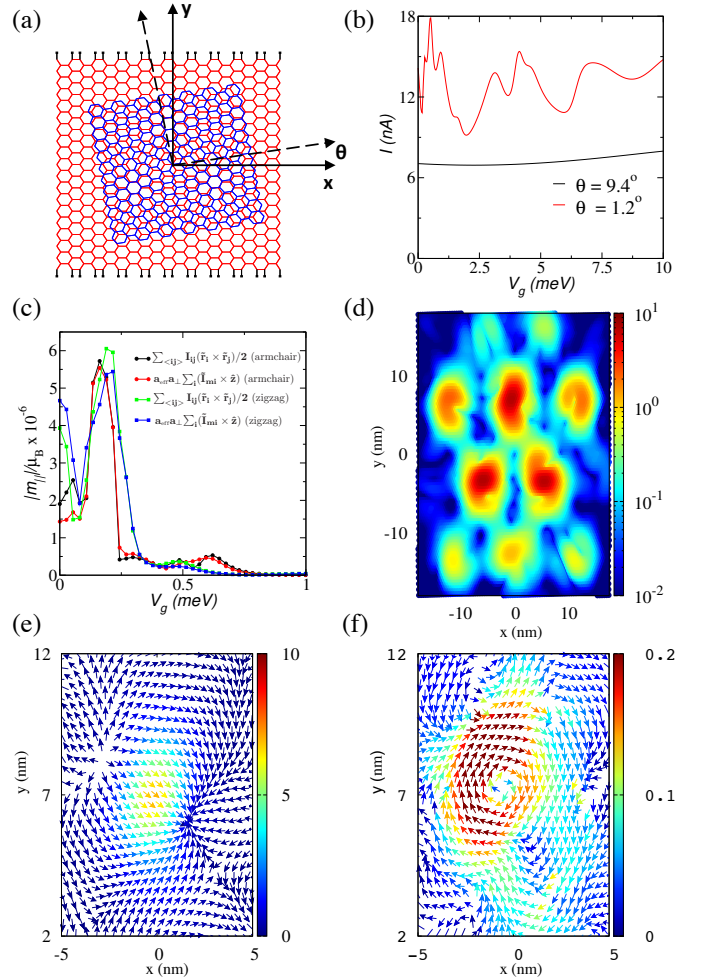 (a)
y
θ
x
(b)
18
13
9
4
0
I (nA)
0 2.5 5 7.5 10
V_g (meV)
θ = 9.4°
θ = 1.2°
(c)
6
5
4
3
2
1
0
|m_||/μ_B x 10^-6
∑_<ij> I_ij(r̃_i × r̃_j)/2 (armchair)
a_eff a_⊥ ∑_i(Ĩ_mi × z̃) (armchair)
∑_<ij> I_ij(r̃_i × r̃_j)/2 (zigzag)
a_eff a_⊥ ∑_i(Ĩ_mi × z̃) (zigzag)
0 0.5 1
V_g (meV)
(d)
10
0
-10
y (nm)
-10 0 10
x (nm)
10^1
10^0
10^-1
10^-2
(e)
12
7
2
y (nm)
-5 0 5
x (nm)
10
5
0
(f)
12
7
2
y (nm)
-5 0 5
x (nm)
0.2
0.1
0